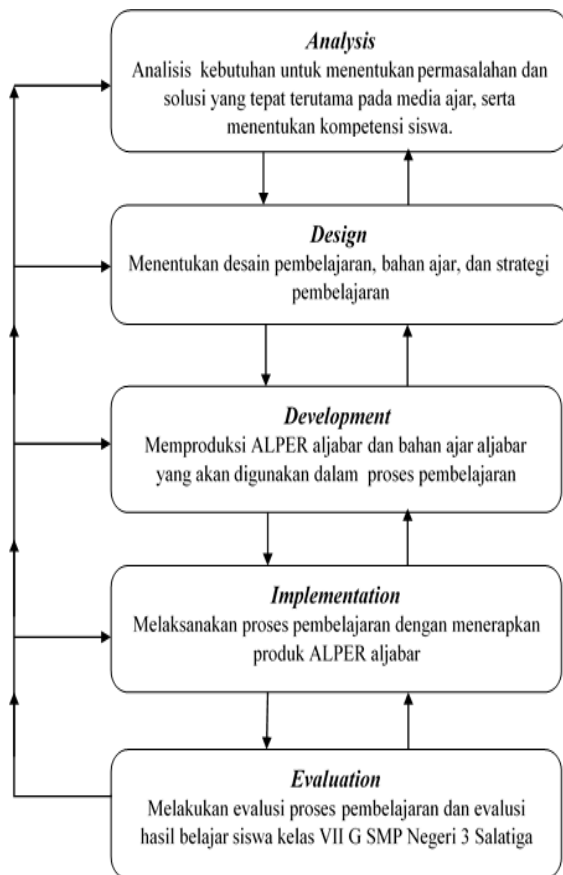 Analysis
Analisis kebutuhan untuk menentukan permasalahan dan
solusi yang tepat terutama pada media ajar, serta
menentukan kompetensi siswa.
Design
Menentukan desain pembelajaran, bahan ajar, dan strategi
pembelajaran
Development
Memproduksi ALPER aljabar dan bahan ajar aljabar
yang akan digunakan dalam proses pembelajaran
Implementation
Melaksanakan proses pembelajaran dengan menerapkan
produk ALPER aljabar
Evaluation
Melakukan evaluasi proses pembelajaran dan evaluasi
hasil belajar siswa kelas VII G SMP Negeri 3 Salatiga